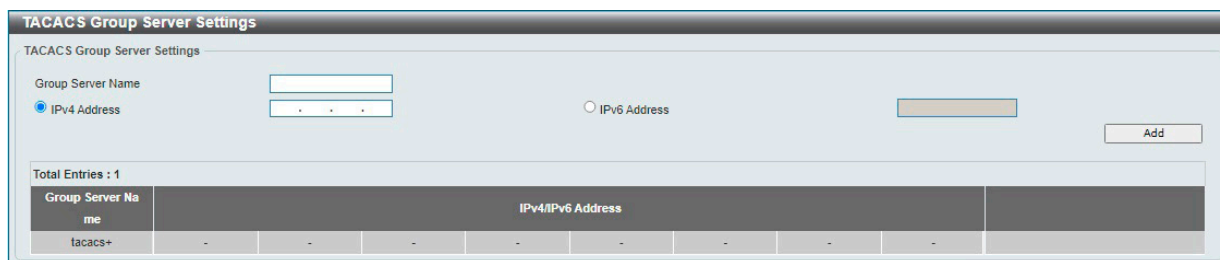 TACACS Group Server Settings
TACACS Group Server Settings
Group Server Name
IPv4 Address . . . IPv6 Address
Add
Total Entries : 1
Group Server Na
me
IPv4/IPv6 Address
tacacs+ - - - - - - - -